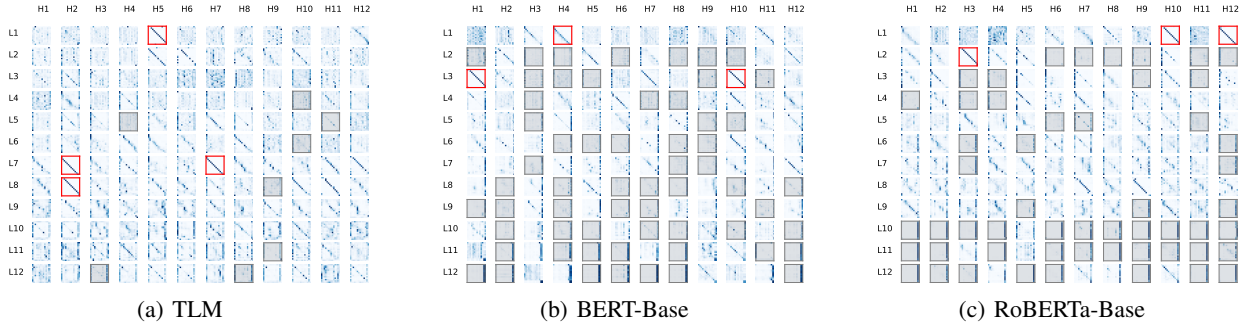 H1 H2 H3 H4 H5 H6 H7 H8 H9 H10 H11 H12
L1
L2
L3
L4
L5
L6
L7
L8
L9
L10
L11
L12
(a) TLM
H1 H2 H3 H4 H5 H6 H7 H8 H9 H10 H11 H12
L1
L2
L3
L4
L5
L6
L7
L8
L9
L10
L11
L12
(b) BERT-Base
H1 H2 H3 H4 H5 H6 H7 H8 H9 H10 H11 H12
L1
L2
L3
L4
L5
L6
L7
L8
L9
L10
L11
L12
(c) RoBERTa-Base